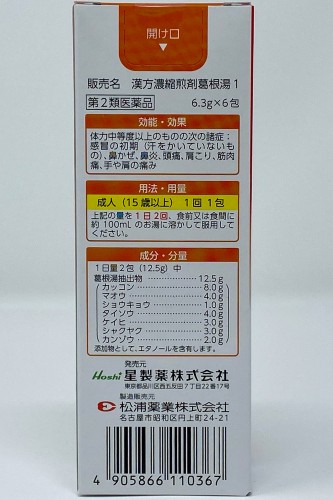 開け口
販売名 漢方濃縮煎剤葛根湯1
第2類医薬品 6.3g×6包
効能・効果
体力中等度以上のものの次の諸症:
感冒の初期(汗をかいていないも
の)、鼻かぜ、鼻炎、頭痛、肩こり、筋肉
痛、手や肩の痛み
用法・用量
成人(15歳以上) 1回1包
上記の量を1日2回、食前又は食間に
約100mLのお湯に溶かして服用して
ください。
成分・分量
1日量2包(12.5g)中
葛根湯抽出物 12.5g
カッコン 8.0g
マオウ 4.0g
ショウキョウ 1.0g
タイソウ 4.0g
ケイヒ 3.0g
シャクヤク 3.0g
カンゾウ 2.0g
添加物として、エタノールを含有します。
発売元
Hoshi 星製薬株式会社
東京都品川区西五反田7丁目22番17号
製造販売元
松浦薬業株式会社
名古屋市昭和区円上町24-21
4 905866 110367